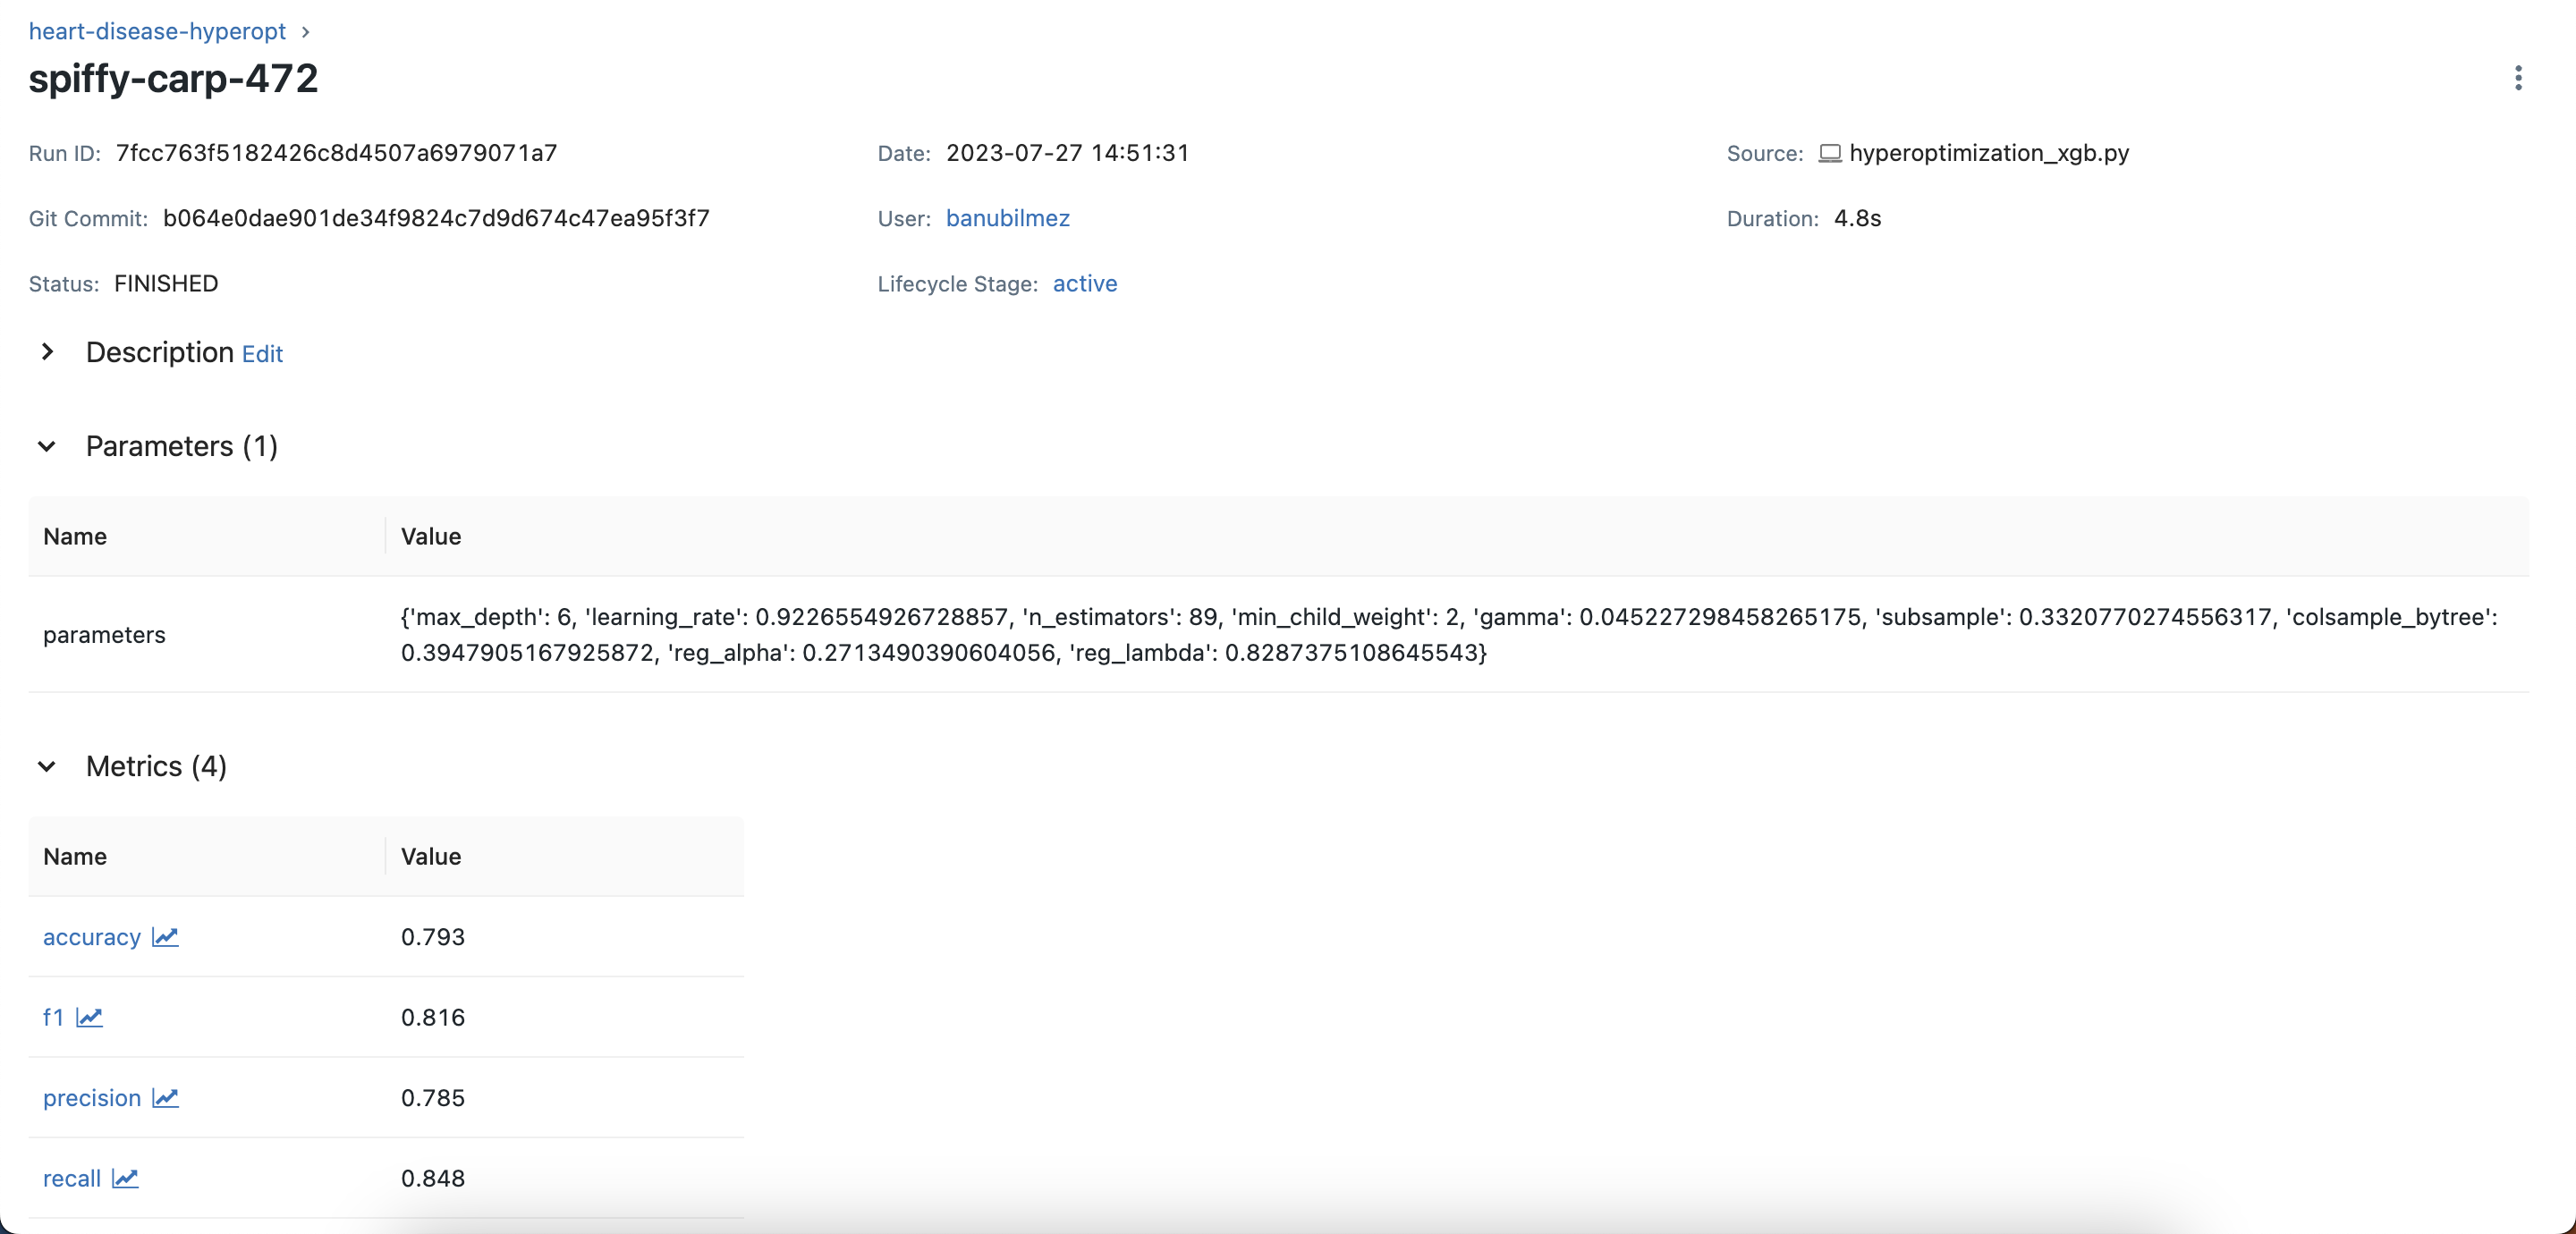 heart-disease-hyperopt
spiffy-carp-472
Run ID: 7fcc763f5182426c8d4507a6979071a7
Date: 2023-07-27 14:51:31
Source: hyperoptimization_xgb.py
Git Commit: b064e0dae901de34f9824c7d9d674c47ea95f3f7
User: banubilmez
Duration: 4.8s
Status: FINISHED
Lifecycle Stage: active
Description Edit
Parameters (1)
Name Value
parameters {'max_depth': 6, 'learning_rate': 0.9226554926728857, 'n_estimators': 89, 'min_child_weight': 2, 'gamma': 0.045227298458265175, 'subsample': 0.3320770274556317, 'colsample_bytree':
0.3947905167925872, 'reg_alpha': 0.2713490390604056, 'reg_lambda': 0.8287375108645543}
Metrics (4)
Name Value
accuracy 0.793
f1 0.816
precision 0.785
recall 0.848